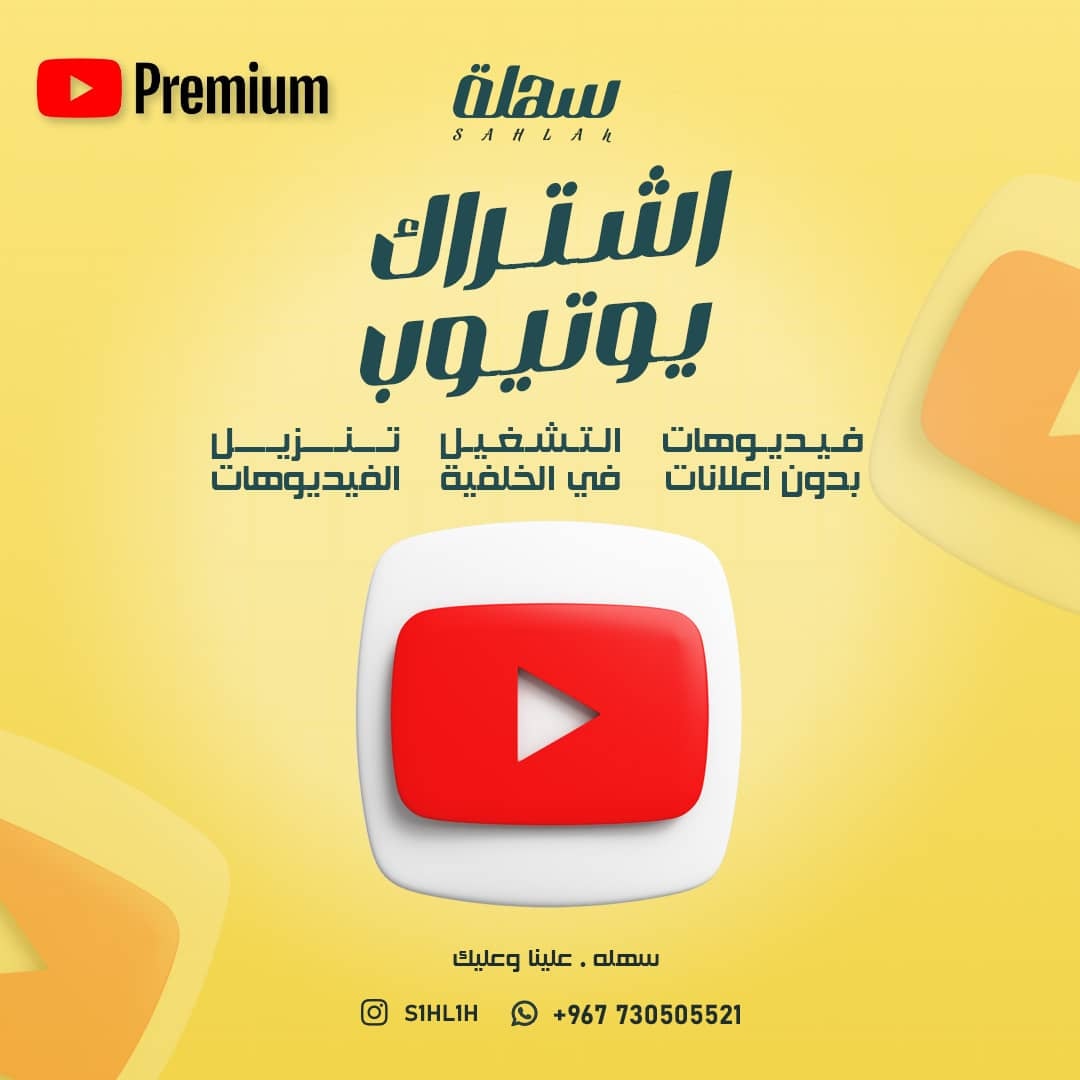 Premium
سهلة
SAHLAh
اشتراك
يوتيوب
فيديوهات
بدون اعلانات
التشغيل
في الخلفية
تنزيل
الفيديوهات
سهله . علينا وعليك
S1HL1H
+967 730505521